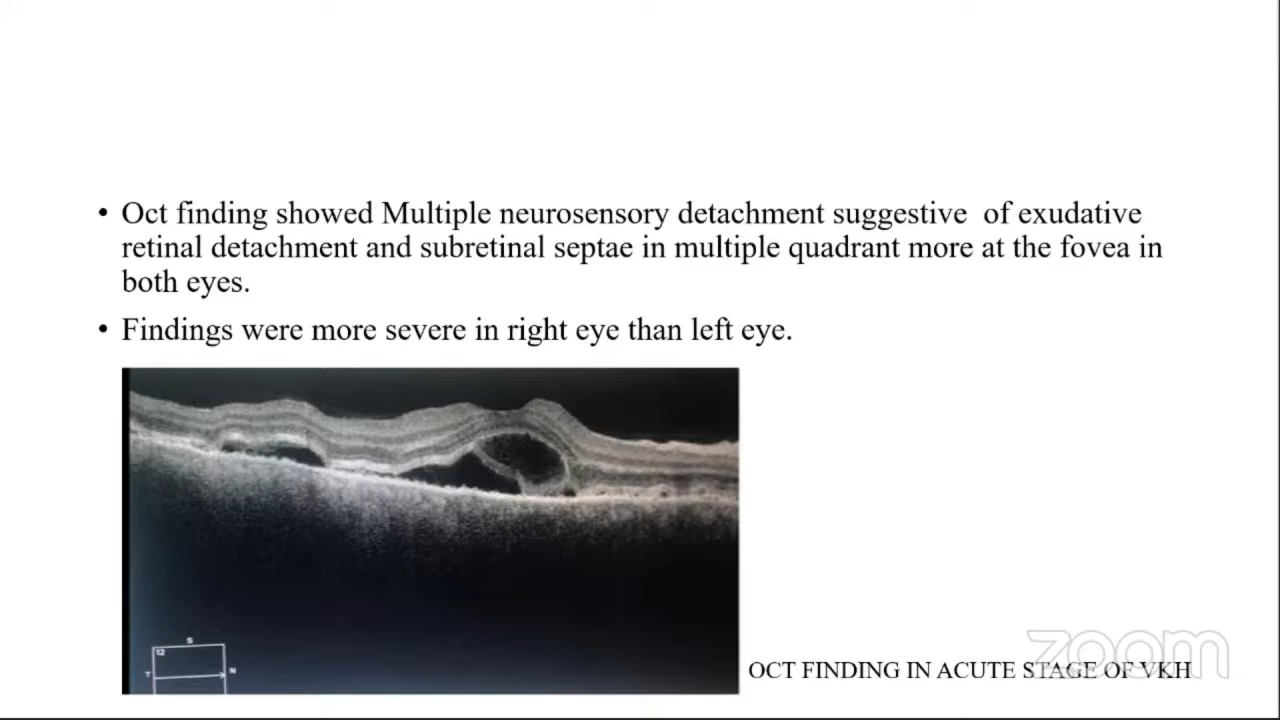 • Oct finding showed Multiple neurosensory detachment suggestive  of exudative
retinal detachment and subretinal septae in multiple quadrant more at the fovea in
both eyes.
• Findings were more severe in right eye than left eye.
S
12
T
N
OCT FINDING IN ACUTE STAGE OF VKH
zoom